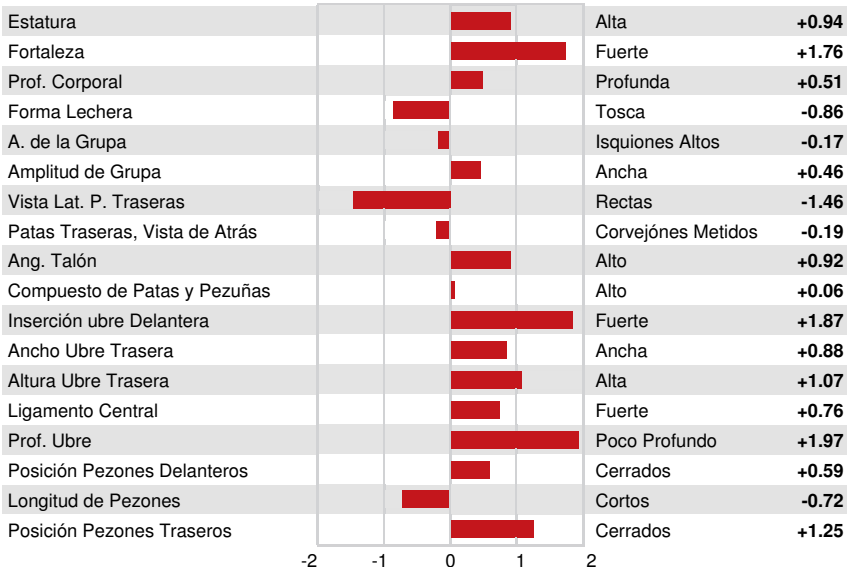 Estatura Alta +0.94
Fortaleza Fuerte +1.76
Prof. Corporal Profunda +0.51
Forma Lechera Tosca -0.86
A. de la Grupa Isquiones Altos -0.17
Amplitud de Grupa Ancha +0.46
Vista Lat. P. Traseras Rectas -1.46
Patas Traseras, Vista de Atrás Corvejónes Metidos -0.19
Ang. Talón Alto +0.92
Compuesto de Patas y Pezuñas Alto +0.06
Inserción ubre Delantera Fuerte +1.87
Ancho Ubre Trasera Ancha +0.88
Altura Ubre Trasera Alta +1.07
Ligamento Central Fuerte +0.76
Prof. Ubre Poco Profundo +1.97
Posición Pezones Delanteros Cerrados +0.59
Longitud de Pezones Cortos -0.72
Posición Pezones Traseros Cerrados +1.25
-2 -1 0 1 2